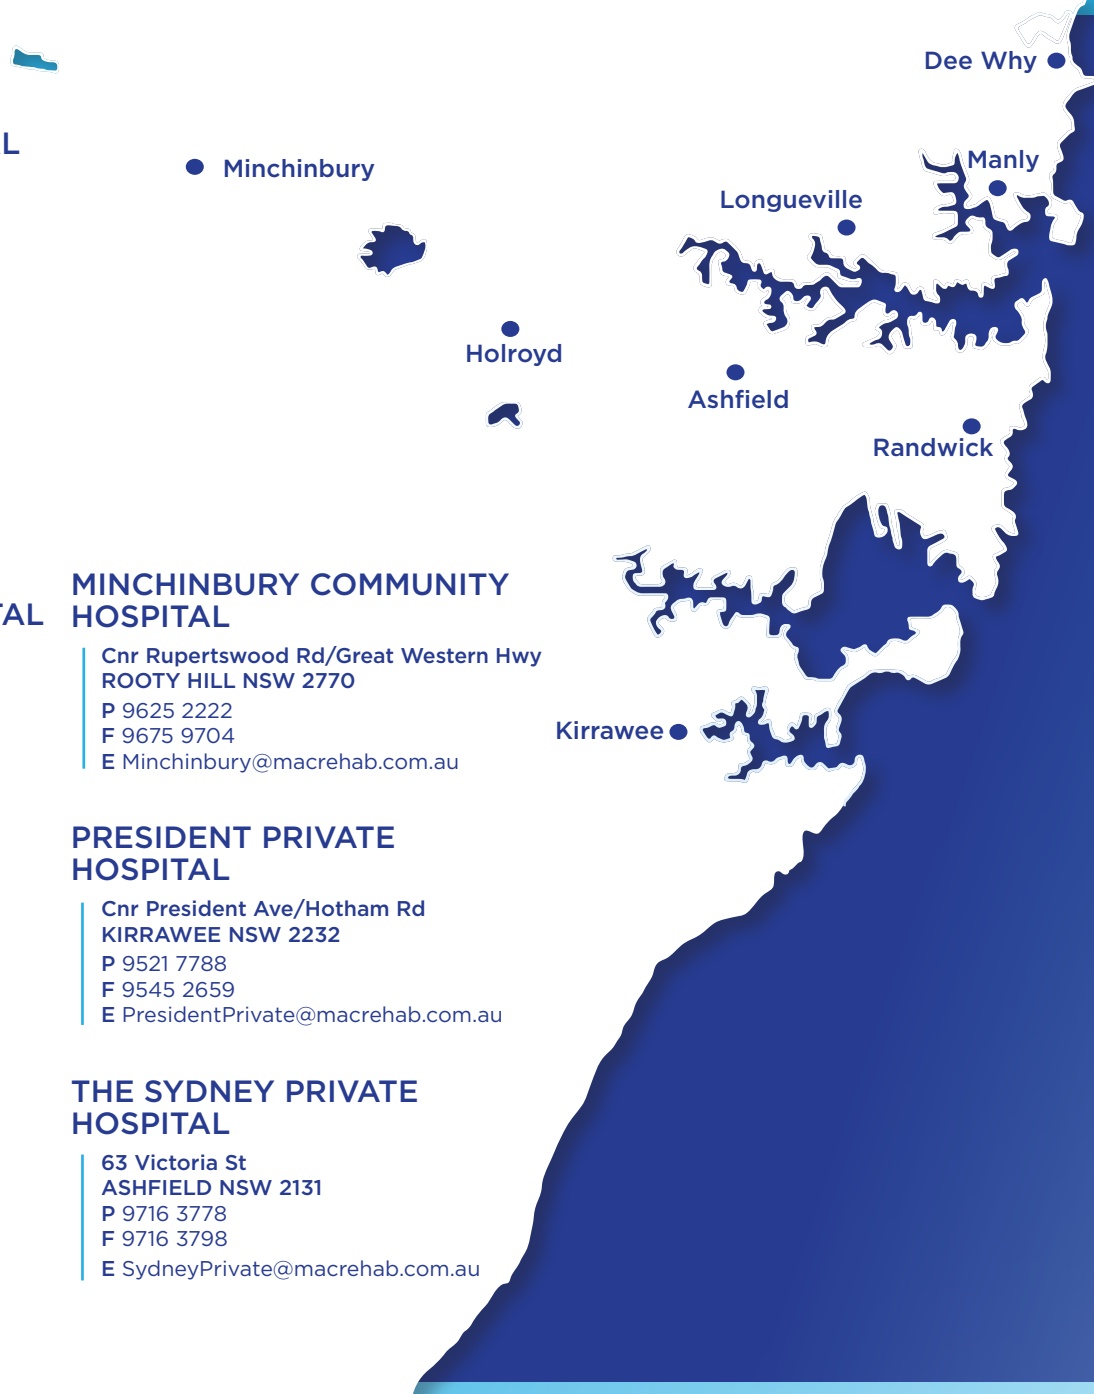 Dee Why
L
Manly
Minchinbury
Longueville
Holroyd
Ashfield
Randwick
MINCHINBURY COMMUNITY
TAL HOSPITAL
Cnr Rupertswood Rd/Great Western Hwy
ROOTY HILL NSW 2770
P 9625 2222
F 9675 9704
E Minchinbury@macrehab.com.au
Kirrawee
PRESIDENT PRIVATE
HOSPITAL
Cnr President Ave/Hotham Rd
KIRRAWEE NSW 2232
P 9521 7788
F 9545 2659
E PresidentPrivate@macrehab.com.au
THE SYDNEY PRIVATE
HOSPITAL
63 Victoria St
ASHFIELD NSW 2131
P 9716 3778
F 9716 3798
E SydneyPrivate@macrehab.com.au